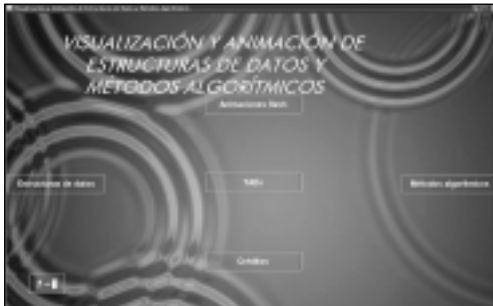 VISUALIZACIÓN Y ANIMACIÓN DE
ESTRUCTURAS DE DATOS Y
MÉTODOS ALGORÍTMICOS
Animaciones flash
Estructuras de datos
TADs
Métodos algorítmicos
Créditos